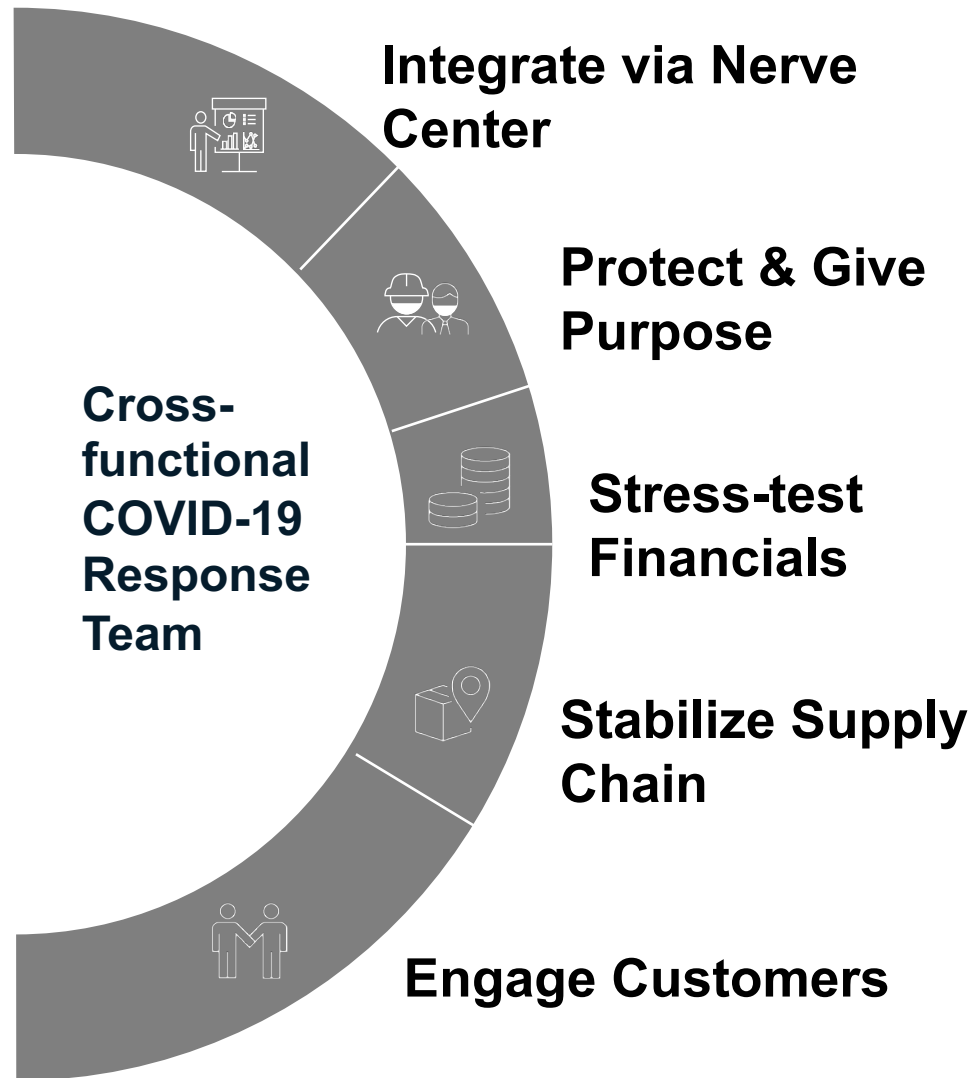 Integrate via Nerve
Center
Protect & Give
Purpose
Cross-
functional
COVID-19
Response
Team
Stress-test
Financials
Stabilize Supply
Chain
Engage Customers